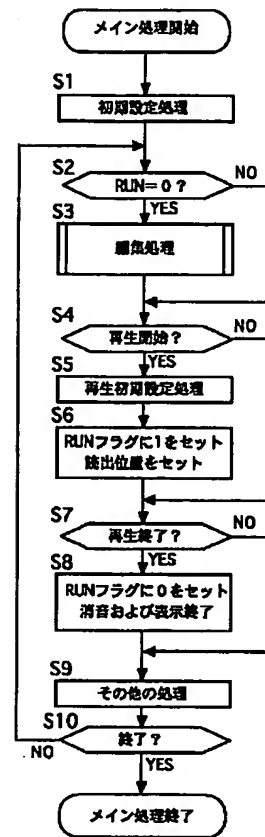 メイン処理開始
S1
初期設定処理
S2
RUN=0?
NO
YES
S3
編集処理
S4
再生開始?
NO
YES
S5
再生初期設定処理
S6
RUNフラグに1をセット
読出位置をセット
S7
再生終了?
NO
YES
S8
RUNフラグに0をセット
消音および表示終了
S9
その他の処理
S10
終了?
NO
YES
メイン処理終了